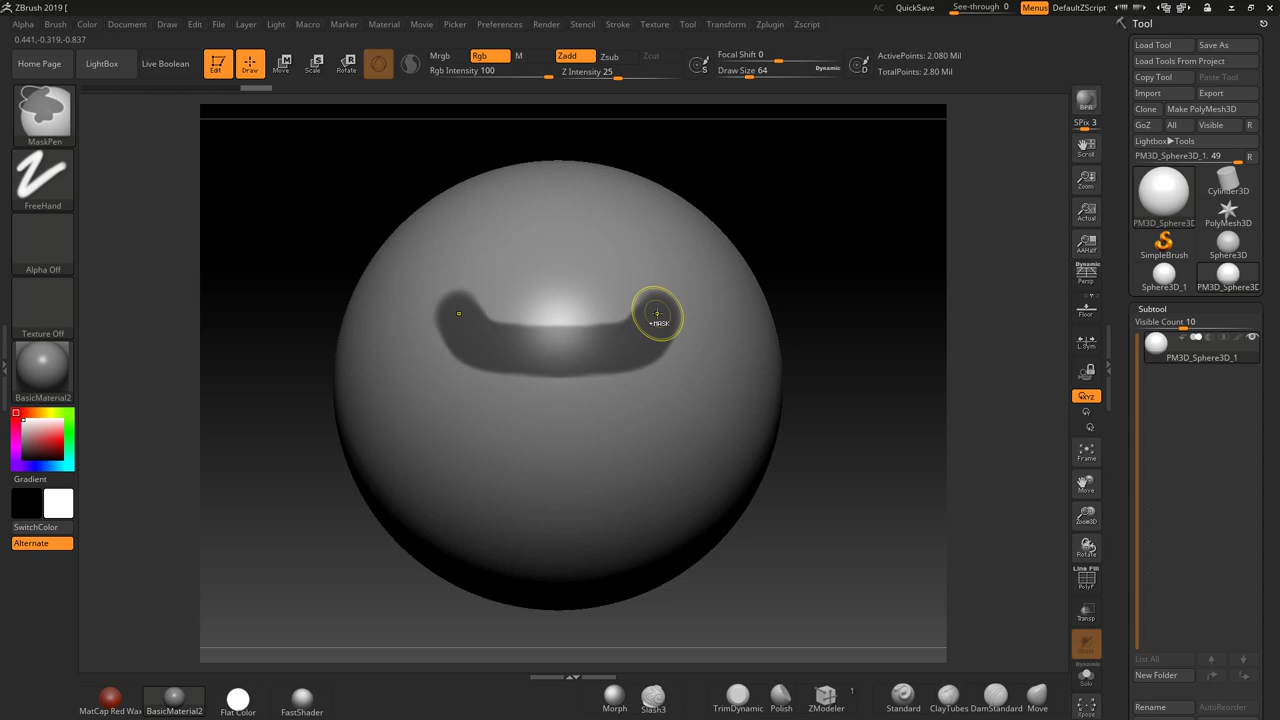 ZBrush 2019 [
AC QuickSave See-through 0 Menus DefaultZScript
Alpha Brush Color Document Draw Edit File Layer Light Macro Marker Material Movie Picker Preferences Render Stencil Stroke Texture Tool Transform Zplugin Zscript
0.441,-0.319,-0.837
Home Page LightBox Live Boolean Edit Draw Move Scale Rotate
Mrgb Rgb M Zadd Zsub Zcut
Rgb Intensity 100 Z Intensity 25
Focal Shift 0
Draw Size 64 Dynamic
S D
ActivePoints: 2.080 Mil
TotalPoints: 2.80 Mil
MaskPen
FreeHand
Alpha Off
Texture Off
BasicMaterial2
Gradient
SwitchColor
Alternate
+MASK
BPR
SPix 3
Scroll
Zoom
Actual
AAHalf
Dynamic
Persp
Floor
L.Sym
XYZ
Frame
Move
Zoom3D
Rotate
Line Fill
PolyF
Transp
Ghost
Dynamic
Solo
Xpose
Tool
Load Tool Save As
Load Tools From Project
Copy Tool Paste Tool
Import Export
Clone Make PolyMesh3D
GoZ All Visible R
Lightbox▶Tools
PM3D_Sphere3D_1. 49 R
PM3D_Sphere3D Cylinder3D
PolyMesh3D
SimpleBrush Sphere3D
Sphere3D_1 PM3D_Sphere3D
Subtool
Visible Count 10
PM3D_Sphere3D_1
List All
New Folder
Rename AutoReorder
MatCap Red Wax BasicMaterial2 Flat Color FastShader Morph Slash3 TrimDynamic Polish ZModeler 1 Standard ClayTubes DamStandard Move